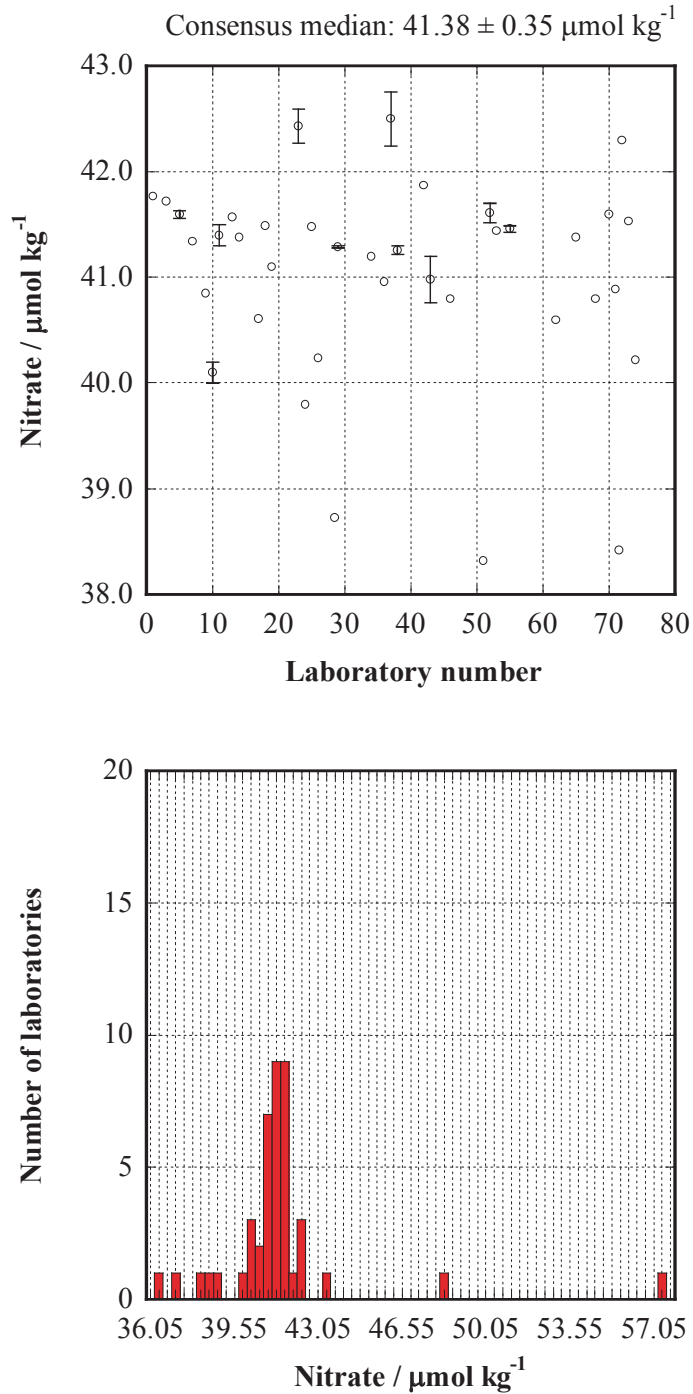 Consensus median: 41.38 ± 0.35 μmol kg⁻¹
43.0
42.0
41.0
40.0
39.0
38.0
Nitrate / μmol kg⁻¹
0 10 20 30 40 50 60 70 80
Laboratory number
20
15
10
5
0
Number of laboratories
36.05 39.55 43.05 46.55 50.05 53.55 57.05
Nitrate / μmol kg⁻¹